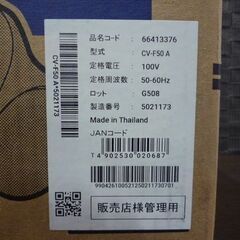 品名コード : 66413376
型式 : CV-F50 A
定格電圧 : 100V
定格周波数 : 50-60Hz
ロット : G508
製造番号 : 5021173
Made in Thailand
JANコード
T 4 902530 020687
9904261005212502117370​1
販売店様管理用
CV-F50 A*5021173